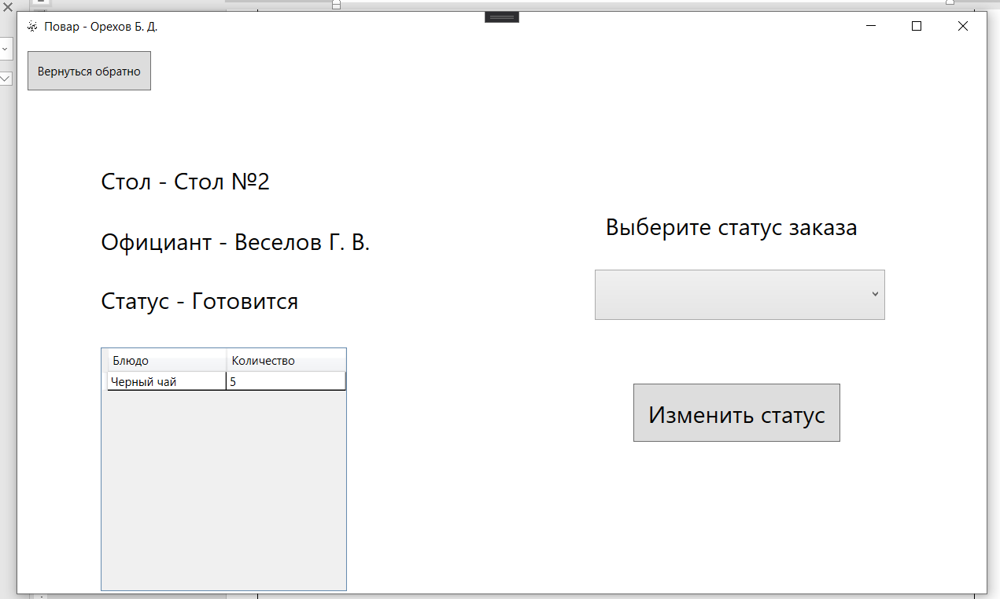 Повар - Орехов Б. Д.
Вернуться обратно
Стол - Стол №2
Официант - Веселов Г. В.
Статус - Готовится
Блюдо Количество
Черный чай 5
Выберите статус заказа
Изменить статус